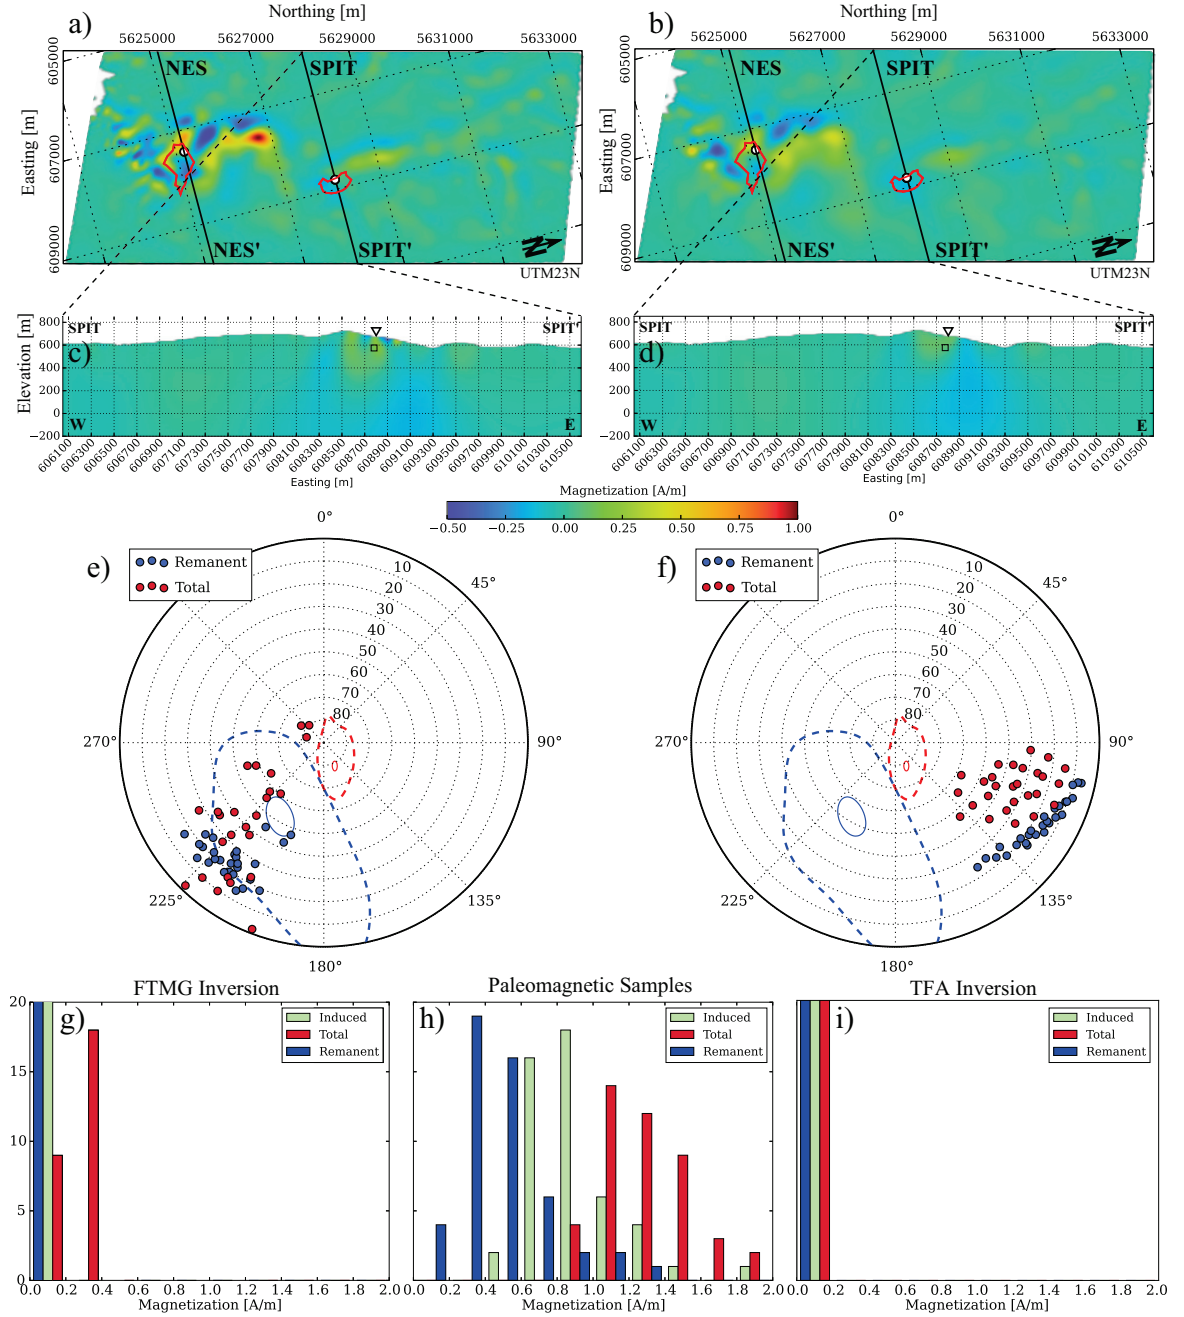 Northing [m]
Northing [m]
a)
b)
5625000 5627000 5629000 5631000 5633000
5625000 5627000 5629000 5631000 5633000
Easting [m]
605000
607000
609000
NES
SPIT
NES'
SPIT'
N
UTM23N
Easting [m]
605000
607000
609000
NES
SPIT
NES'
SPIT'
N
UTM23N
Elevation [m]
800
600
400
200
0
−200
SPIT
SPIT'
c)
W
E
606100 606300 606500 606700 606900 607100 607300 607500 607700 607900 608100 608300 608500 608700 608900 609100 609300 609500 609700 609900 610100 610300 610500
Easting [m]
800
600
400
200
0
−200
SPIT
SPIT'
d)
W
E
606100 606300 606500 606700 606900 607100 607300 607500 607700 607900 608100 608300 608500 608700 608900 609100 609300 609500 609700 609900 610100 610300 610500
Easting [m]
Magnetization [A/m]
−0.50 −0.25 0.00 0.25 0.50 0.75 1.00
e)
Remanent
Total
0°
45°
90°
135°
180°
225°
270°
10
20
30
40
50
60
70
80
f)
Remanent
Total
0°
45°
90°
135°
180°
225°
270°
10
20
30
40
50
60
70
80
FTMG Inversion
g)
Induced
Total
Remanent
20
15
10
5
0
0.0 0.2 0.4 0.6 0.8 1.0 1.2 1.4 1.6 1.8 2.0
Magnetization [A/m]
Paleomagnetic Samples
h)
Induced
Total
Remanent
0.0 0.2 0.4 0.6 0.8 1.0 1.2 1.4 1.6 1.8 2.0
Magnetization [A/m]
TFA Inversion
i)
Induced
Total
Remanent
0.0 0.2 0.4 0.6 0.8 1.0 1.2 1.4 1.6 1.8 2.0
Magnetization [A/m]